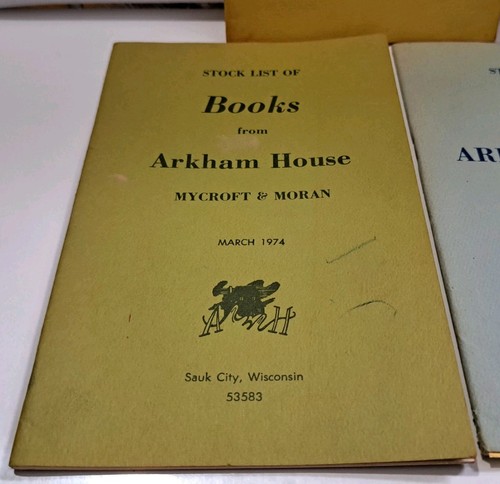 STOCK LIST OF
Books
from
Arkham House
MYCROFT & MORAN
MARCH 1974
A H
Sauk City, Wisconsin
53583